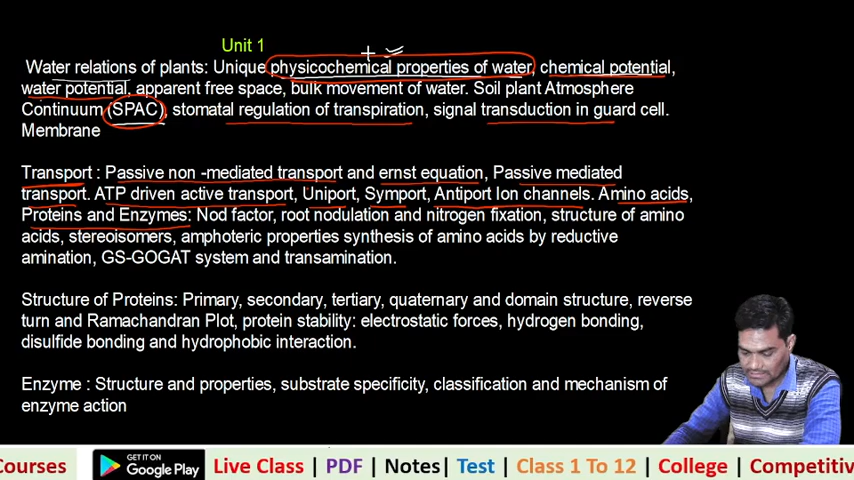 Unit 1
Water relations of plants: Unique physicochemical properties of water, chemical potential,
water potential, apparent free space, bulk movement of water. Soil plant Atmosphere
Continuum (SPAC), stomatal regulation of transpiration, signal transduction in guard cell.
Membrane
Transport : Passive non -mediated transport and ernst equation, Passive mediated
transport. ATP driven active transport, Uniport, Symport, Antiport Ion channels. Amino acids,
Proteins and Enzymes: Nod factor, root nodulation and nitrogen fixation, structure of amino
acids, stereoisomers, amphoteric properties synthesis of amino acids by reductive
amination, GS-GOGAT system and transamination.
Structure of Proteins: Primary, secondary, tertiary, quaternary and domain structure, reverse
turn and Ramachandran Plot, protein stability: electrostatic forces, hydrogen bonding,
disulfide bonding and hydrophobic interaction.
Enzyme : Structure and properties, substrate specificity, classification and mechanism of
enzyme action
Courses GET IT ON Google Play Live Class | PDF | Notes| Test | Class 1 To 12 | College | Competitiv